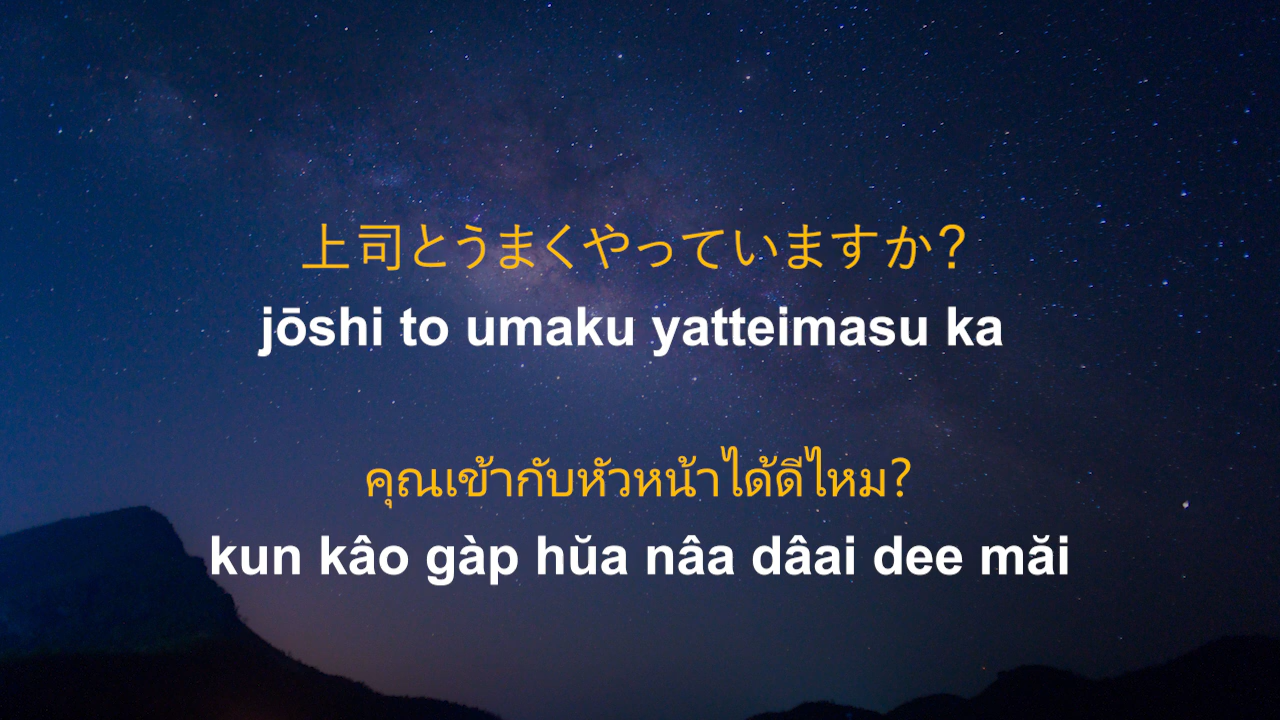 上司とうまくやっていますか?
jōshi to umaku yatteimasu ka
คุณเข้ากับหัวหน้าได้ดีไหม?
kun kâo gàp hŭa nâa dâai dee măi